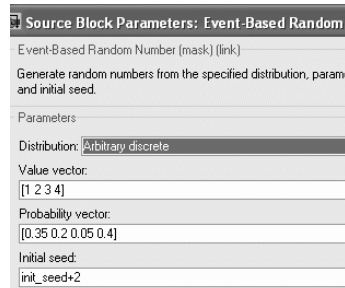 Source Block Parameters: Event-Based Random
Event-Based Random Number (mask) (link)
Generate random numbers from the specified distribution, param
and initial seed.
Parameters
Distribution: Arbitrary discrete
Value vector:
[1 2 3 4]
Probability vector:
[0.35 0.2 0.05 0.4]
Initial seed:
init_seed+2